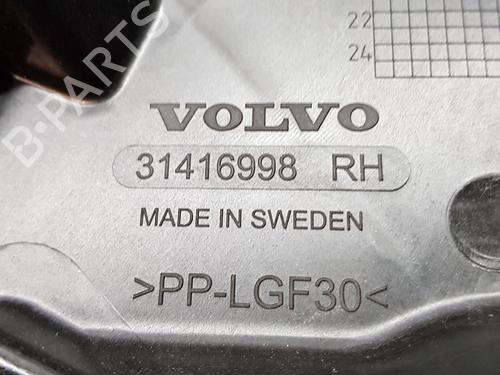 22
24
VOLVO
31416998 RH
MADE IN SWEDEN
>PP-LGF30<
B-PARTS